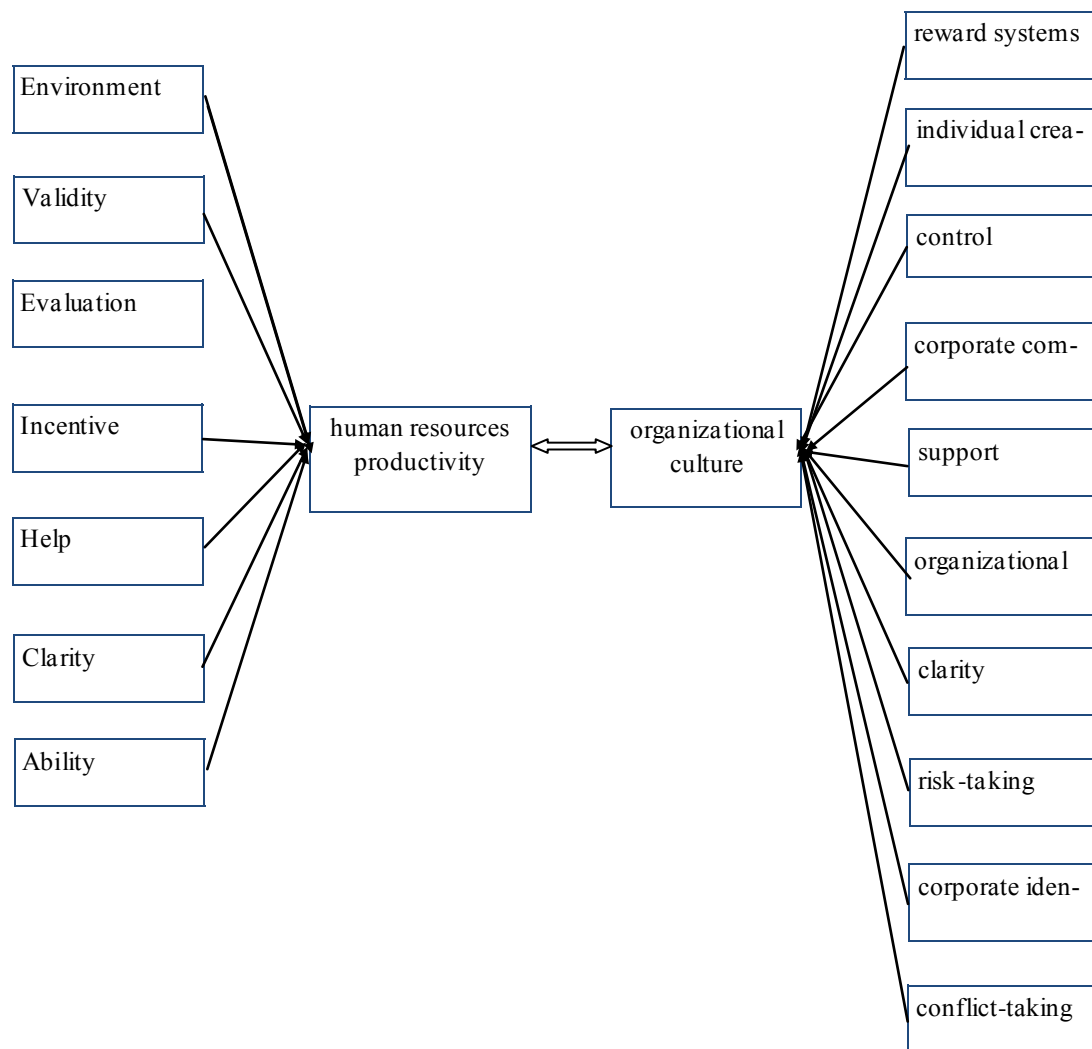 Environment
Validity
Evaluation
Incentive
Help
Clarity
Ability
human resources
productivity
organizational
culture
reward systems
individual crea-
control
corporate com-
support
organizational
clarity
risk-taking
corporate iden-
conflict-taking